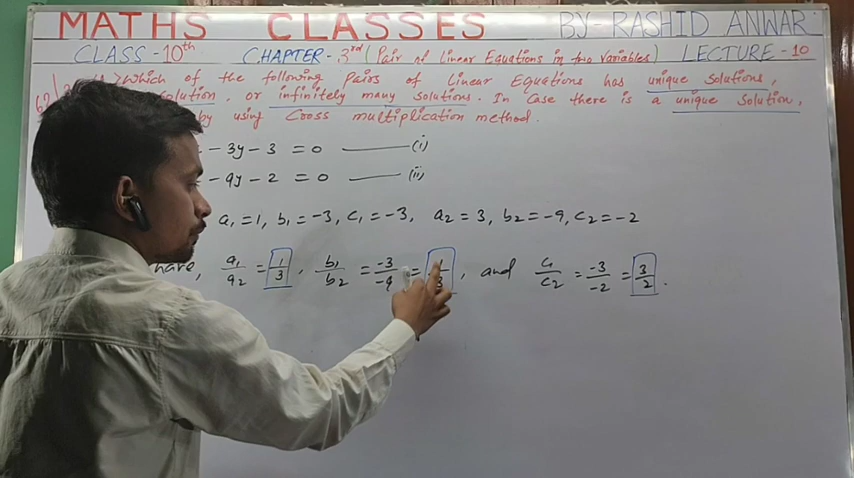 MATHS CLASSES BY-RASHID ANWAR
CLASS-10th CHAPTER-3rd (Pair of Linear Equations in two Variables) LECTURE-10
which of the following Pairs of Linear Equations has unique solutions,
solution, or infinitely many solutions. In Case there is a unique Solution,
by using Cross multiplication method.
- 3y - 3 = 0 (i)
- 9y - 2 = 0 (ii)
a₁=1, b₁=-3, c₁=-3, a₂=3, b₂=-9, c₂=-2
have, a₁/a₂ = 1/3, b₁/b₂ = -3/-9 = 1/3, and c₁/c₂ = -3/-2 = 3/2.